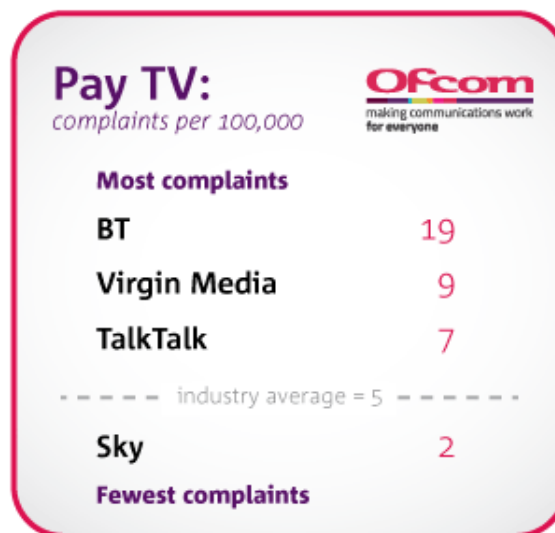 Pay TV:
complaints per 100,000
Ofcom
making communications work
for everyone
Most complaints
BT 19
Virgin Media 9
TalkTalk 7
industry average = 5
Sky 2
Fewest complaints